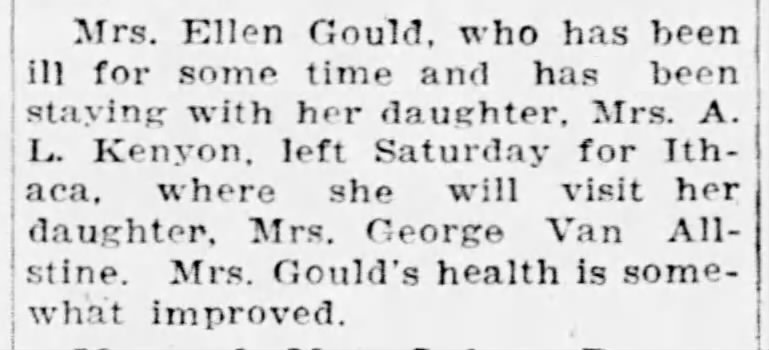 Mrs. Ellen Gould, who has been
ill for some time and has been
staying with her daughter, Mrs. A.
L. Kenyon, left Saturday for Ith-
aca, where she will visit her
daughter, Mrs. George Van All-
stine. Mrs. Gould's health is some-
what improved.